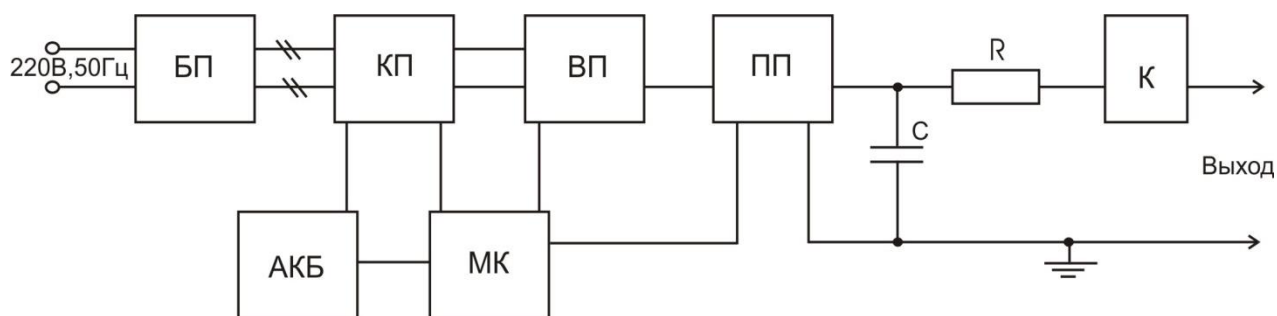 220В,50Гц
БП
КП
ВП
ПП
R
К
C
Выход
АКБ
МК